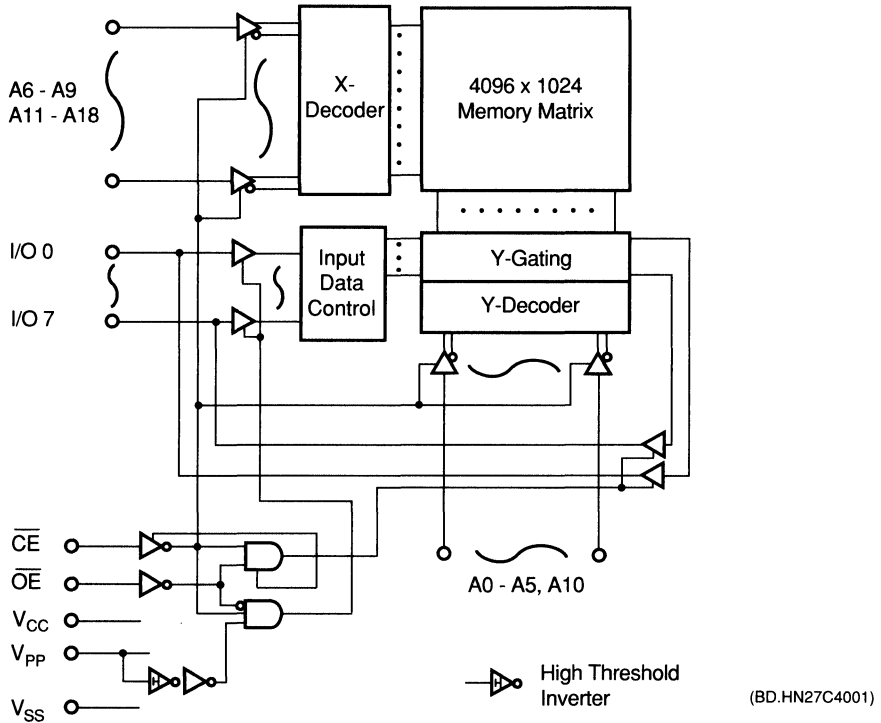 A6 - A9
A11 - A18
X-
Decoder
4096 x 1024
Memory Matrix
I/O 0
I/O 7
Input
Data
Control
Y-Gating
Y-Decoder
CE
OE
VCC
VPP
VSS
A0 - A5, A10
H
High Threshold
Inverter
H
(BD.HN27C4001)